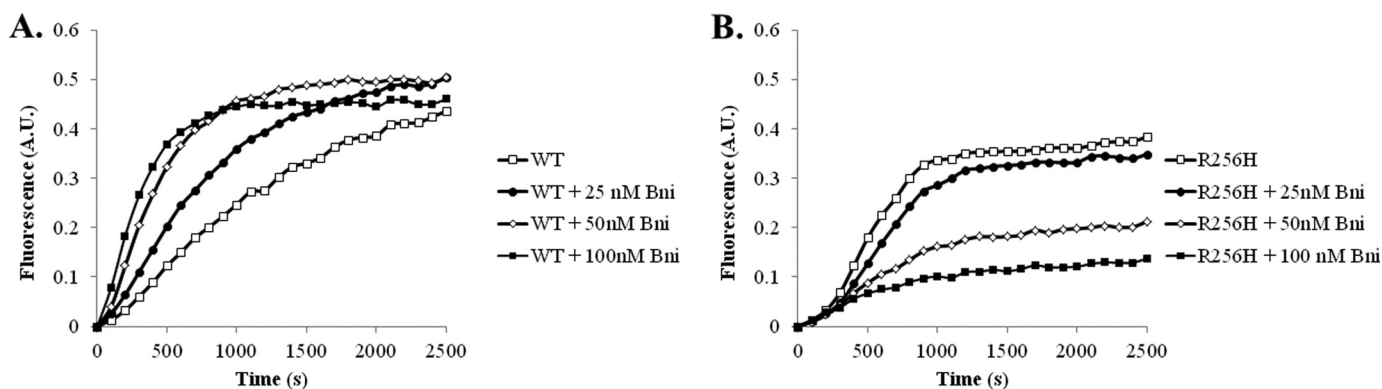 A.
Fluorescence (A.U.)
0.6
0.5
0.4
0.3
0.2
0.1
0
0 500 1000 1500 2000 2500
Time (s)
WT
WT + 25 nM Bni
WT + 50nM Bni
WT + 100nM Bni
B.
Fluorescence (A.U.)
0.6
0.5
0.4
0.3
0.2
0.1
0
0 500 1000 1500 2000 2500
Time (s)
R256H
R256H + 25nM Bni
R256H + 50nM Bni
R256H + 100 nM Bni